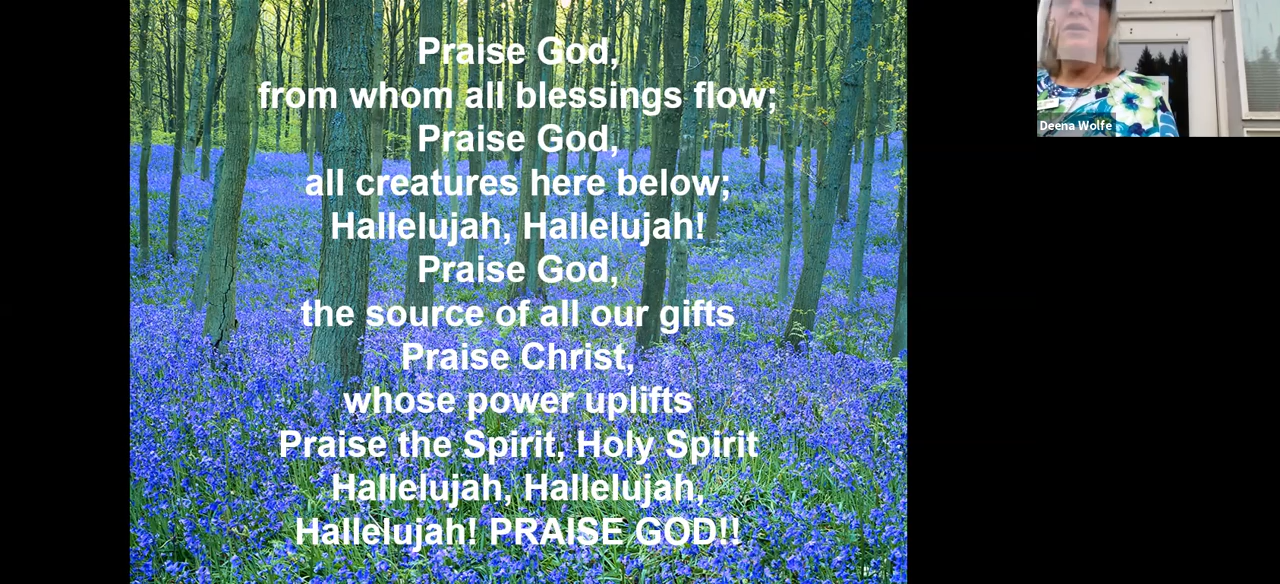 Praise God,
from whom all blessings flow;
Praise God,
all creatures here below;
Hallelujah, Hallelujah!
Praise God,
the source of all our gifts
Praise Christ,
whose power uplifts
Praise the Spirit, Holy Spirit
Hallelujah, Hallelujah,
Hallelujah! PRAISE GOD!!
Deena Wolfe